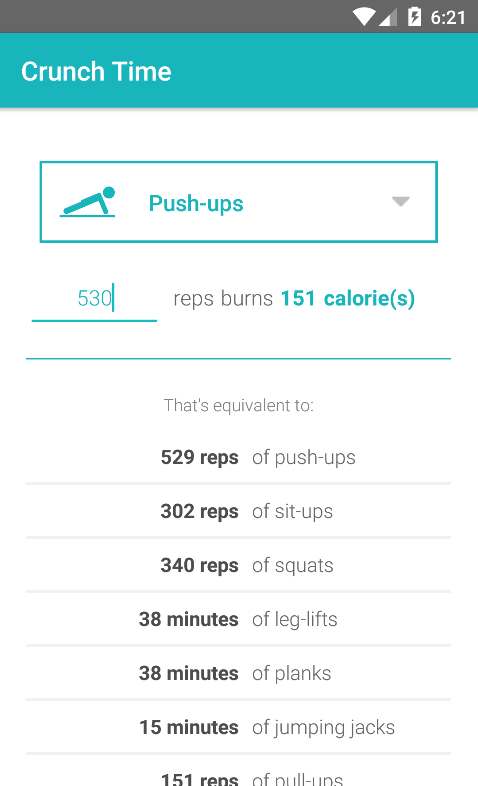 6:21
Crunch Time
Push-ups
530 reps burns 151 calorie(s)
That's equivalent to:
529 reps of push-ups
302 reps of sit-ups
340 reps of squats
38 minutes of leg-lifts
38 minutes of planks
15 minutes of jumping jacks
151 reps of pull-ups